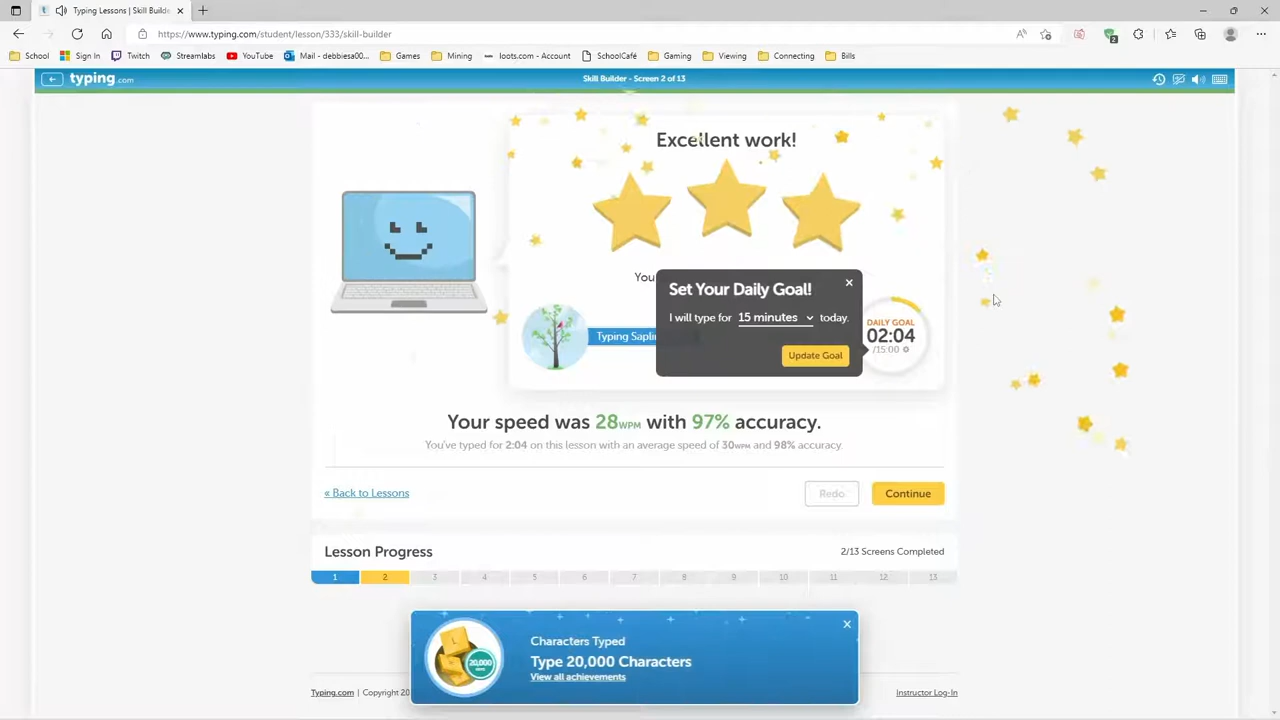 Typing Lessons | Skill Builde
https://www.typing.com/student/lesson/333/skill-builder
School Sign In Twitch Streamlabs YouTube Mail - debbiesa00... Games Mining loots.com - Account SchoolCafé Gaming Viewing Connecting Bills
typing.com
Skill Builder - Screen 2 of 13
Excellent work!
You
Set Your Daily Goal!
I will type for 15 minutes today.
Update Goal
Typing Saplin
DAILY GOAL
02:04
/15:00
Your speed was 28WPM with 97% accuracy.
You've typed for 2:04 on this lesson with an average speed of 30WPM and 98% accuracy.
« Back to Lessons
Redo
Continue
Lesson Progress
2/13 Screens Completed
1 2 3 4 5 6 7 8 9 10 11 12 13
20,000
Characters Typed
Type 20,000 Characters
View all achievements
Typing.com | Copyright 20
Instructor Log-In